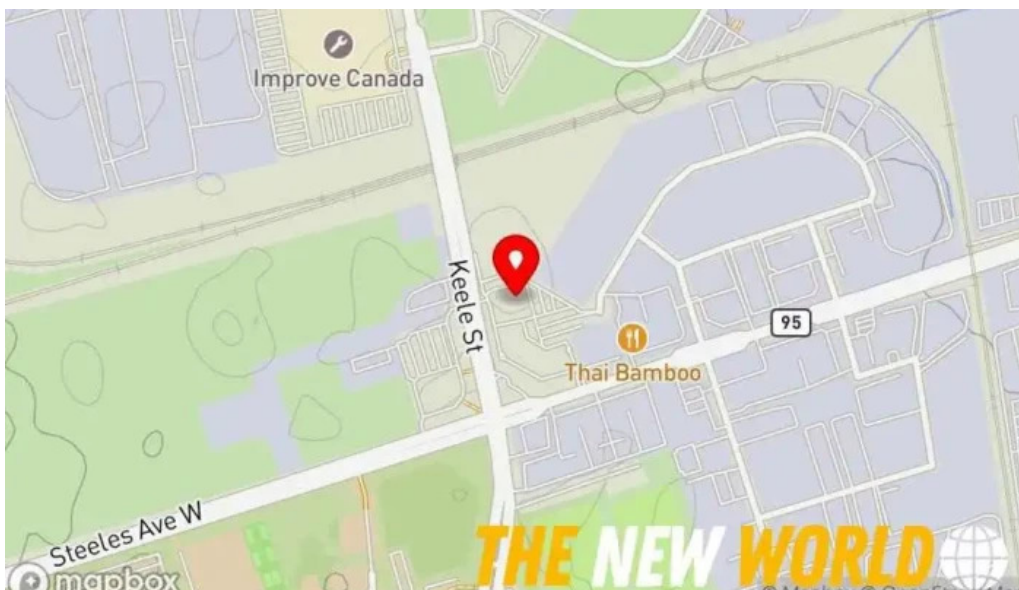 Improve Canada
Keele St
95
Thai Bamboo
Steeles Ave W
THE NEW WORLD
mapbox